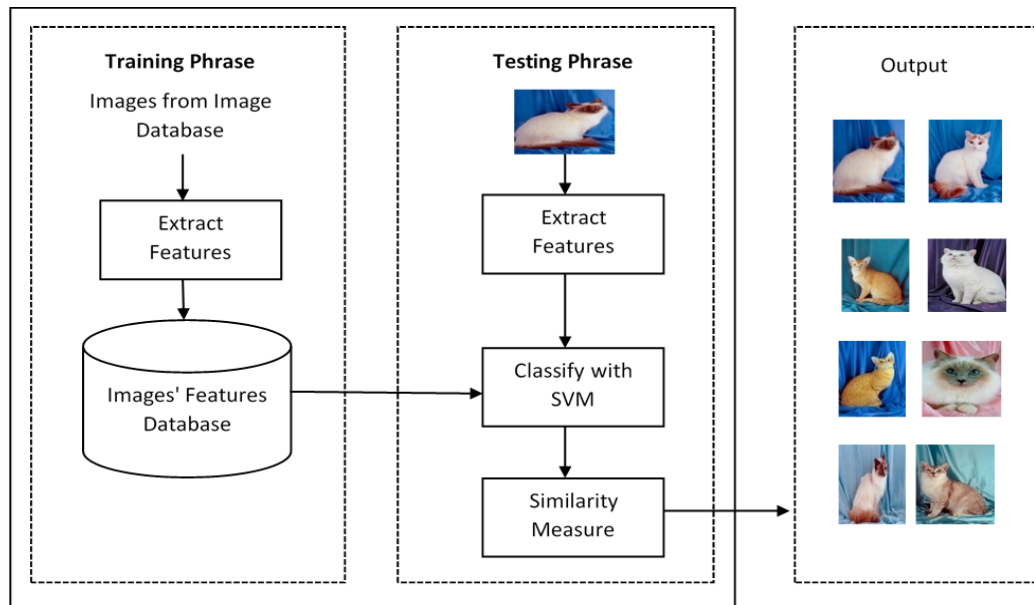 Training Phrase
Images from Image
Database
Extract
Features
Images' Features
Database
Testing Phrase
Extract
Features
Classify with
SVM
Similarity
Measure
Output